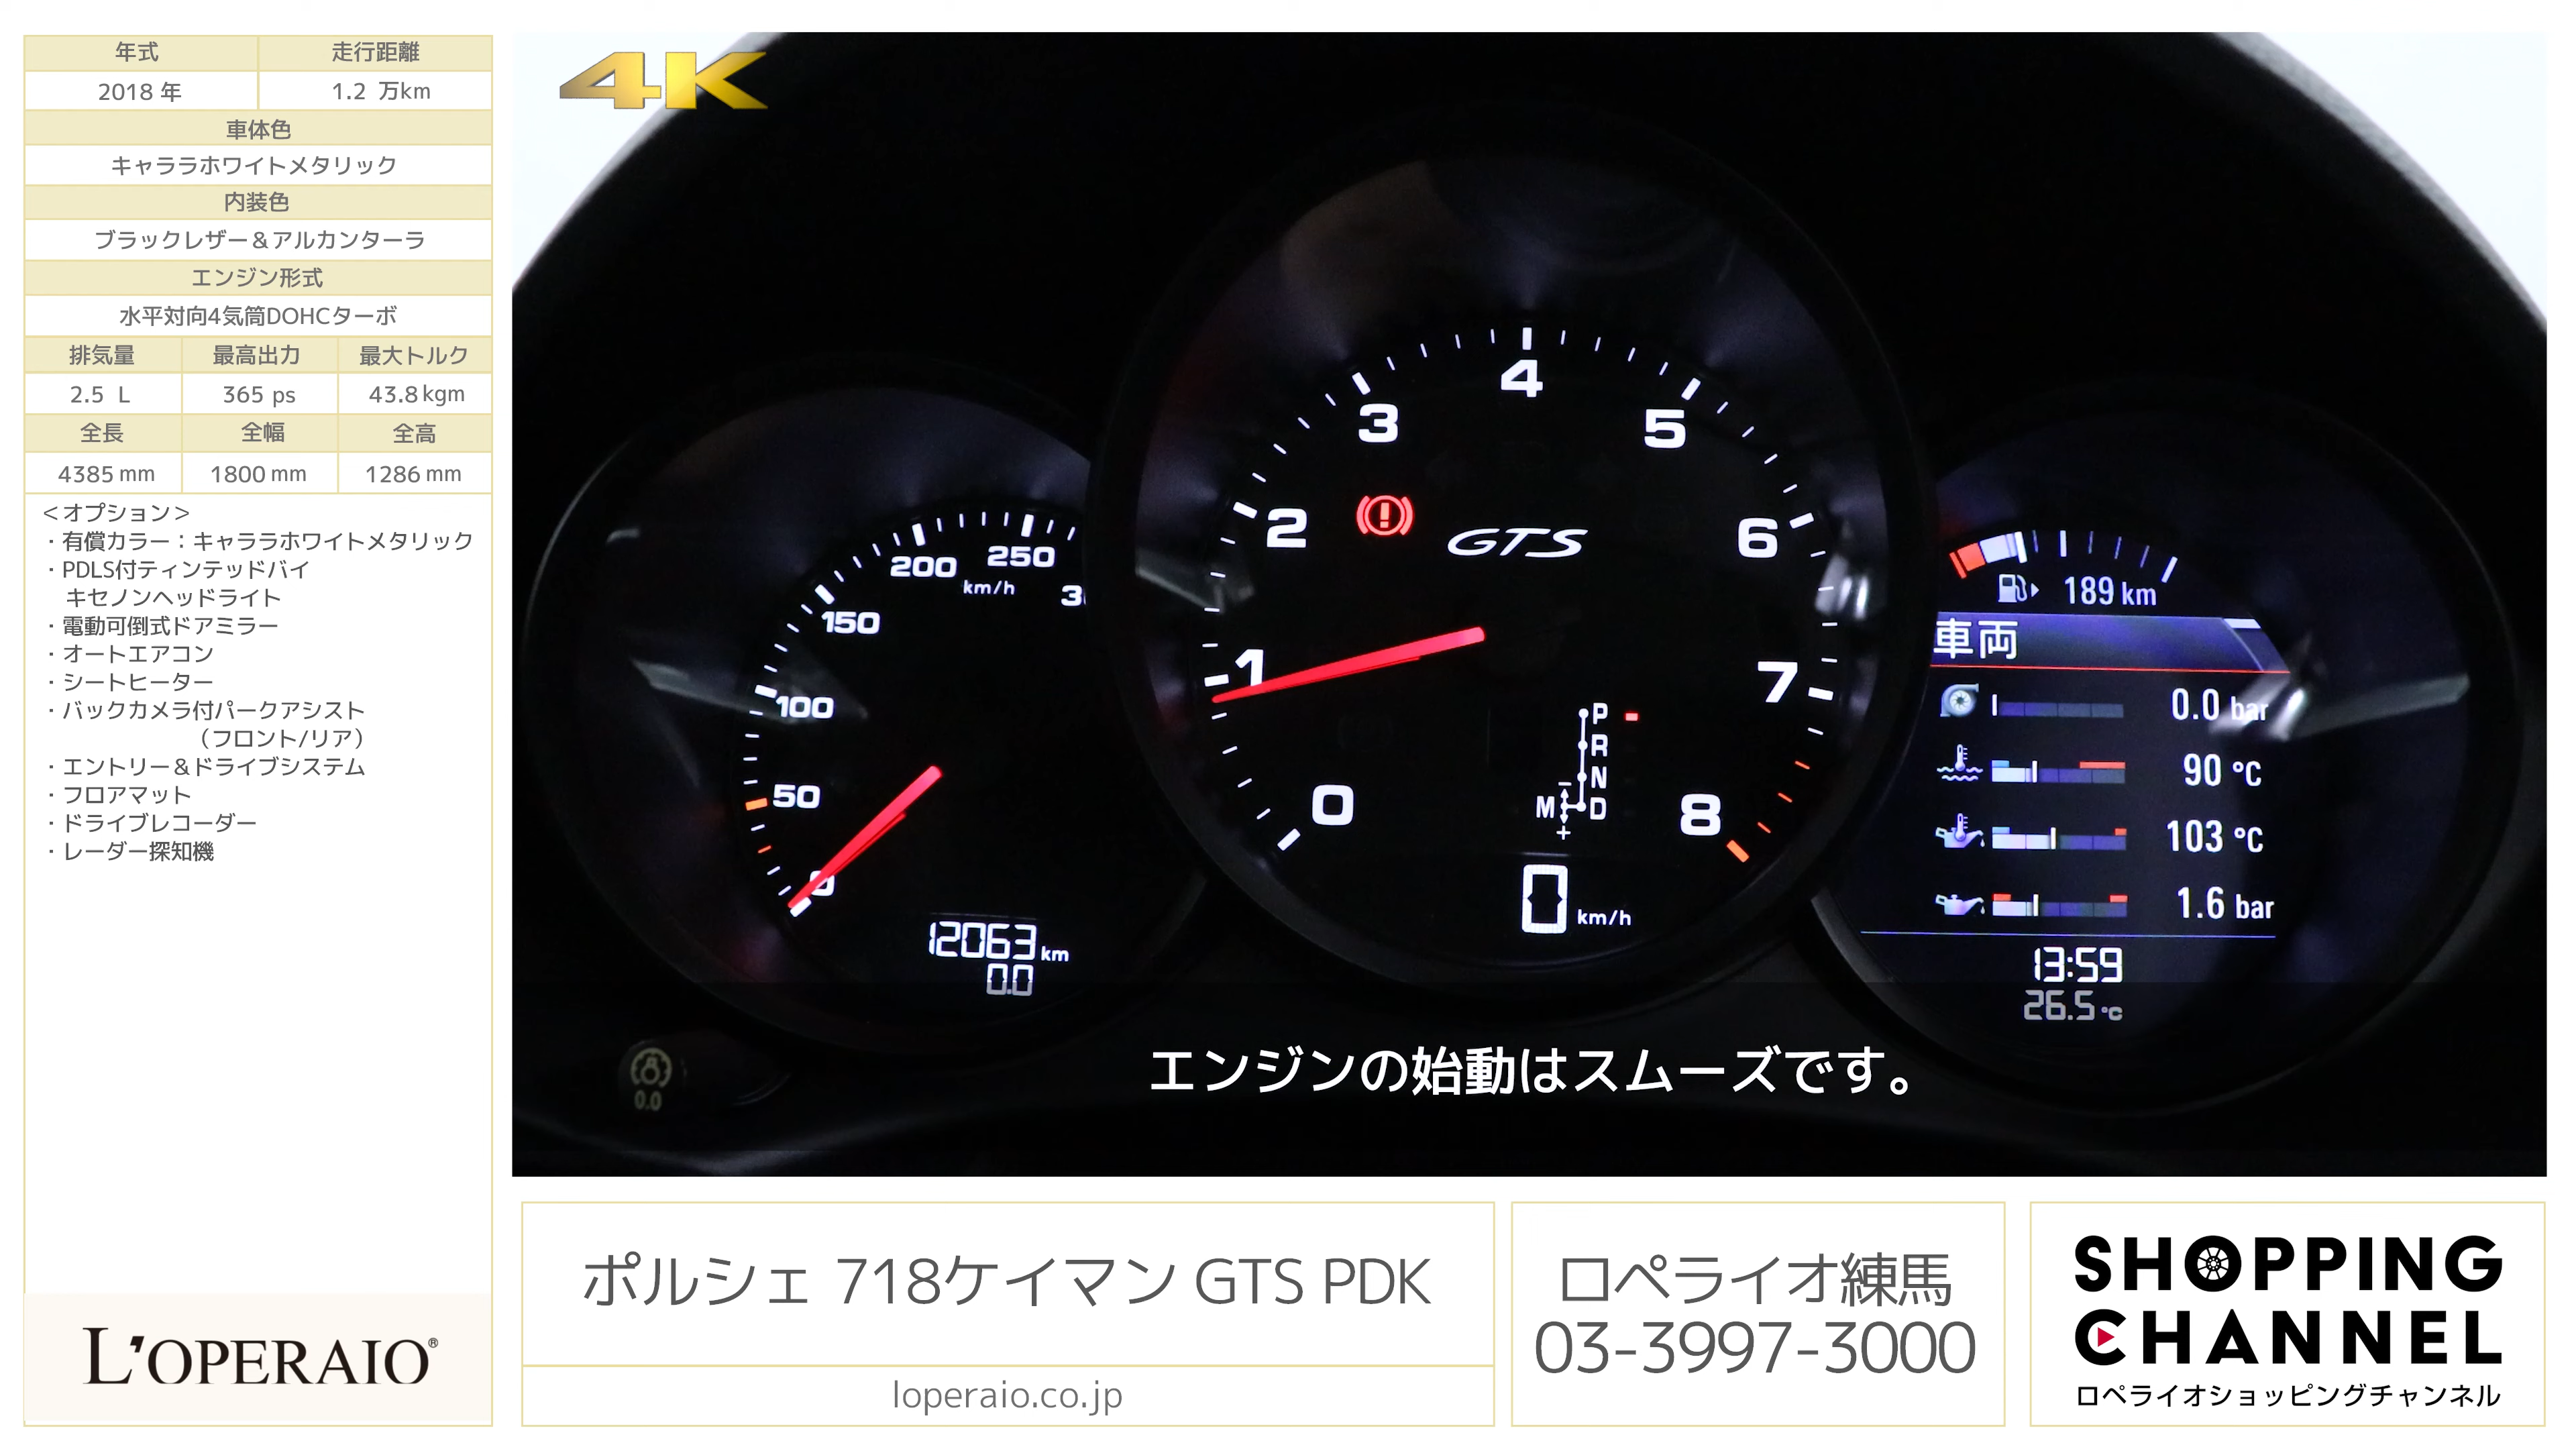 年式 走行距離
2018 年 1.2 万km
車体色
キャララホワイトメタリック
内装色
ブラックレザー＆アルカンターラ
エンジン形式
水平対向4気筒DOHCターボ
排気量 最高出力 最大トルク
2.5 L 365 ps 43.8 kgm
全長 全幅 全高
4385 mm 1800 mm 1286 mm
＜オプション＞
・有償カラー：キャララホワイトメタリック
・PDLS付ティンテッドバイ
キセノンヘッドライト
・電動可倒式ドアミラー
・オートエアコン
・シートヒーター
・バックカメラ付パークアシスト
（フロント/リア）
・エントリー＆ドライブシステム
・フロアマット
・ドライブレコーダー
・レーダー探知機
L'OPERAIO®
4K
0 50 100 150 200 250 3
km/h
12063 km
0.0
0.0
0 1 2 3 4 5 6 7 8
GTS
P
R
N
M D
+
0 km/h
189 km
車両
0.0 bar
90 °C
103 °C
1.6 bar
13:59
26.5 °C
エンジンの始動はスムーズです。
ポルシェ 718ケイマン GTS PDK
loperaio.co.jp
ロペライオ練馬
03-3997-3000
SHOPPING
CHANNEL
ロペライオショッピングチャンネル